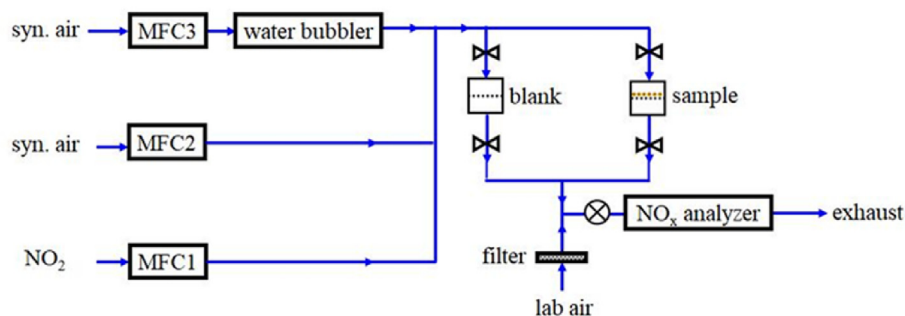 syn. air
MFC3
water bubbler
blank
sample
syn. air
MFC2
NOx analyzer
exhaust
NO2
MFC1
filter
lab air